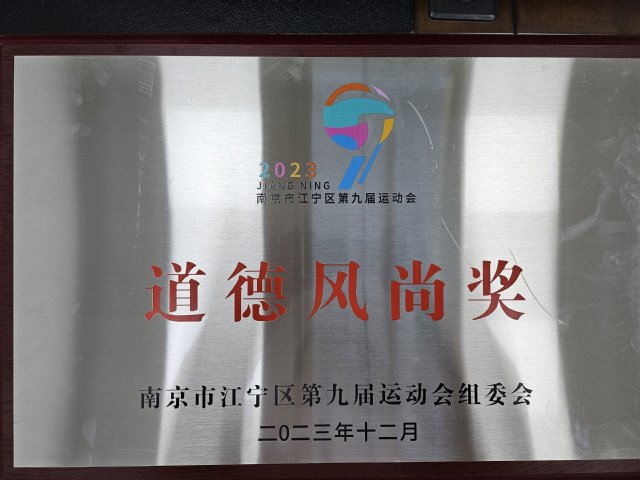 2023
JIANG NING
南京市江宁区第九届运动会
道德风尚奖
南京市江宁区第九届运动会组委会
二〇二三年十二月